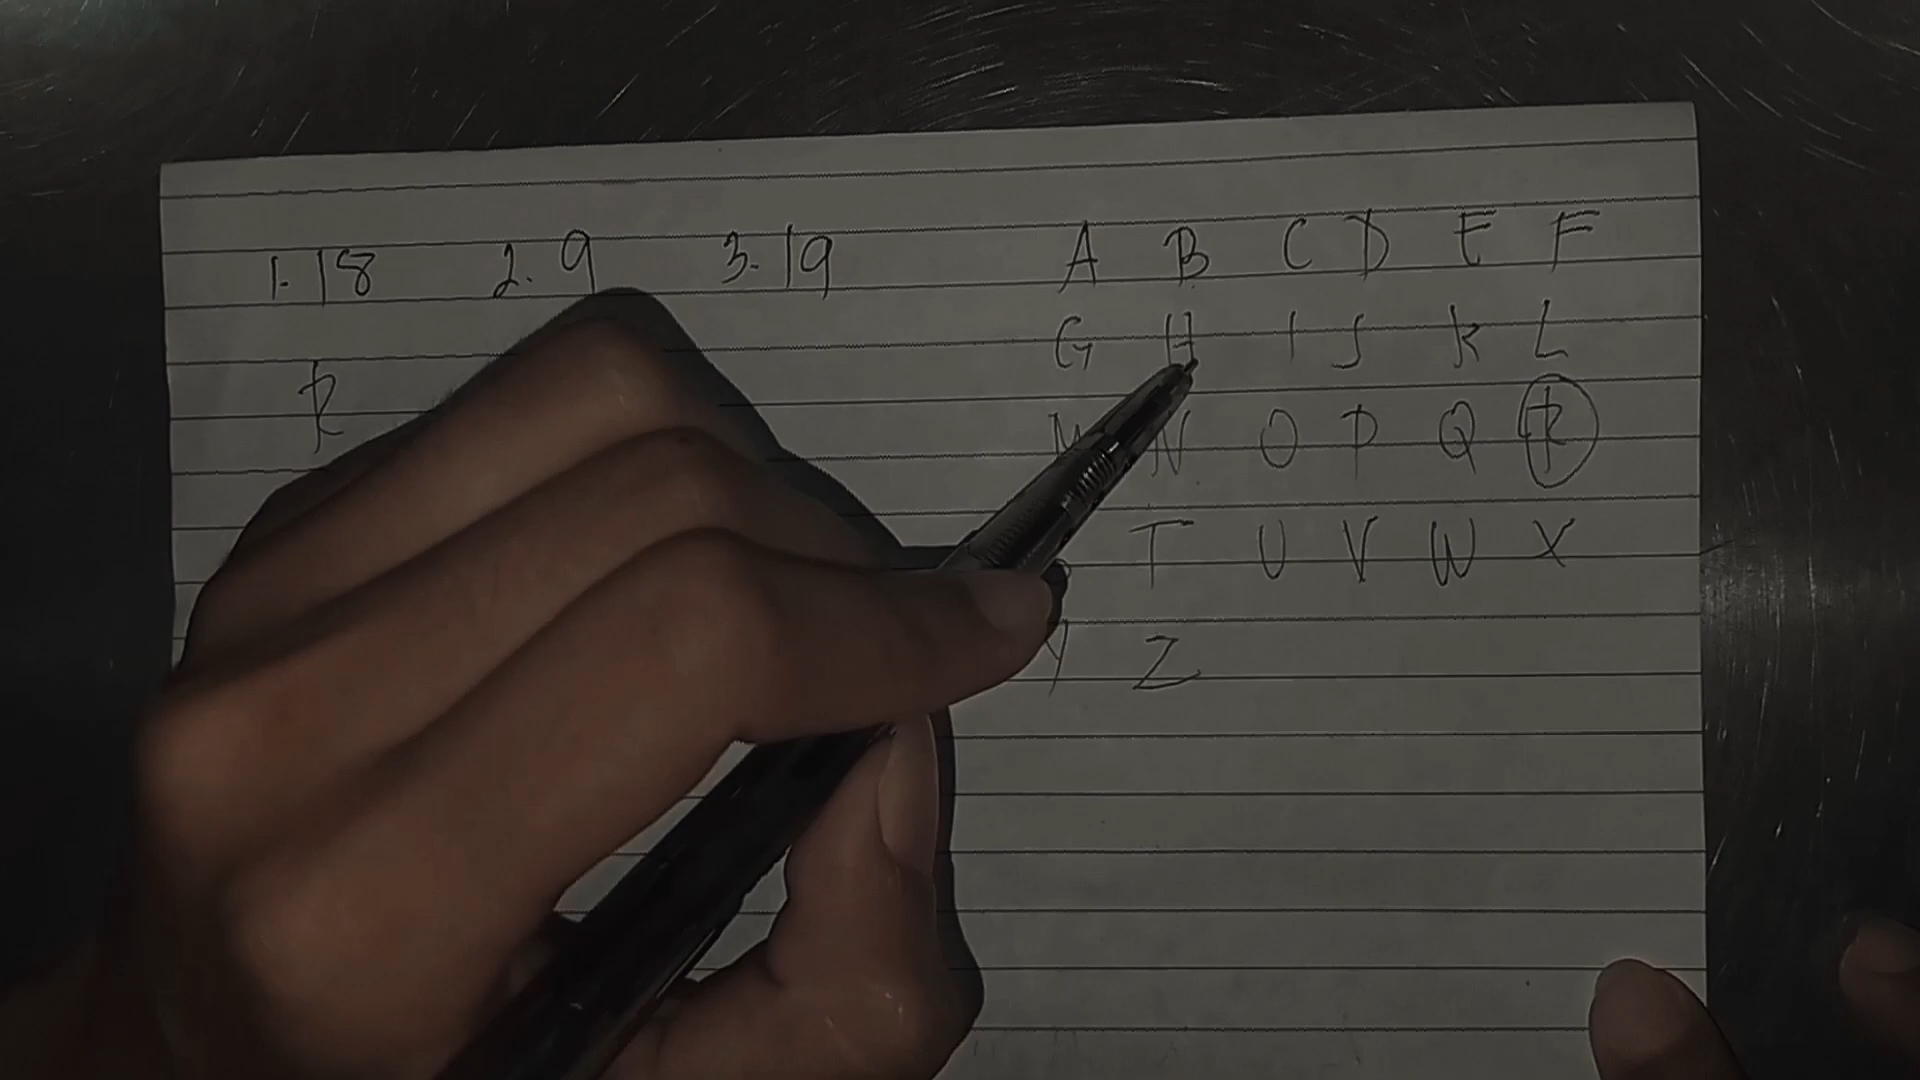 1. 18 2. 9 3. 19
A B C D E F
G H I J K L
R
M N O P Q R
T U V W X
Y Z